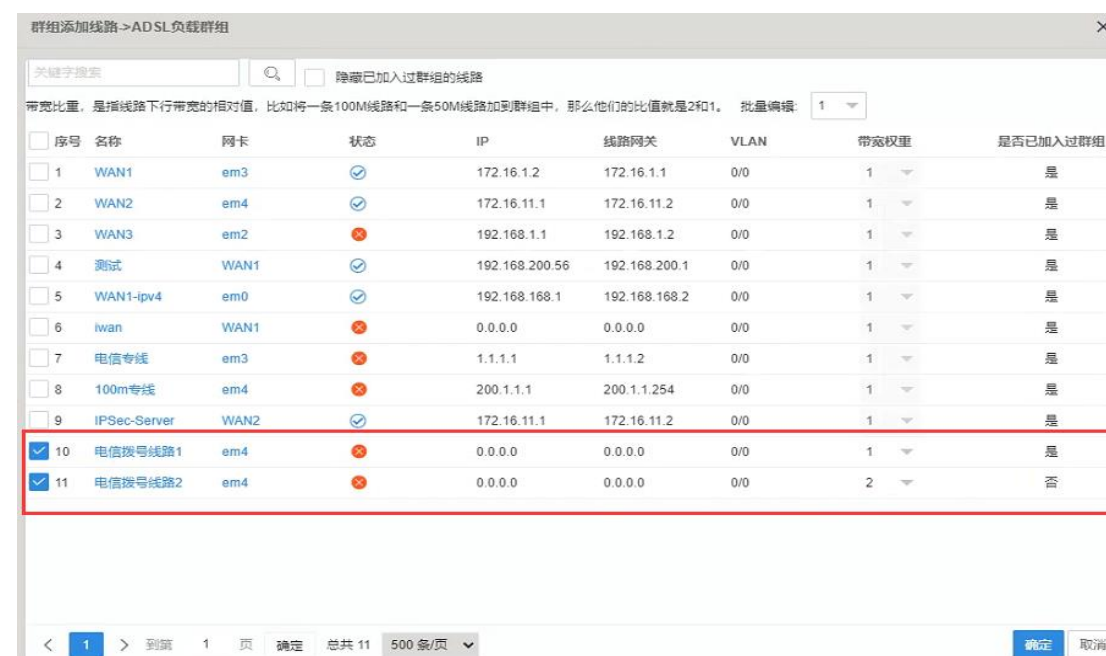 群组添加线路->ADSL负载群组
关键字搜索 隐藏已加入过群组的线路
带宽比重，是指线路下行带宽的相对值，比如将一条100M线路和一条50M线路加到群组中，那么他们的比值就是2和1。 批量编辑: 1
序号 名称 网卡 状态 IP 线路网关 VLAN 带宽权重 是否已加入过群组
1 WAN1 em3 172.16.1.2 172.16.1.1 0/0 1 是
2 WAN2 em4 172.16.11.1 172.16.11.2 0/0 1 是
3 WAN3 em2 192.168.1.1 192.168.1.2 0/0 1 是
4 测试 WAN1 192.168.200.56 192.168.200.1 0/0 1 是
5 WAN1-ipv4 em0 192.168.168.1 192.168.168.2 0/0 1 是
6 iwan WAN1 0.0.0.0 0.0.0.0 0/0 1 是
7 电信专线 em3 1.1.1.1 1.1.1.2 0/0 1 是
8 100m专线 em4 200.1.1.1 200.1.1.254 0/0 1 是
9 IPSec-Server WAN2 172.16.11.1 172.16.11.2 0/0 1 是
10 电信拨号线路1 em4 0.0.0.0 0.0.0.0 0/0 1 是
11 电信拨号线路2 em4 0.0.0.0 0.0.0.0 0/0 2 否
< 1 > 到第 1 页 确定 总共 11 500 条/页 确定 取消